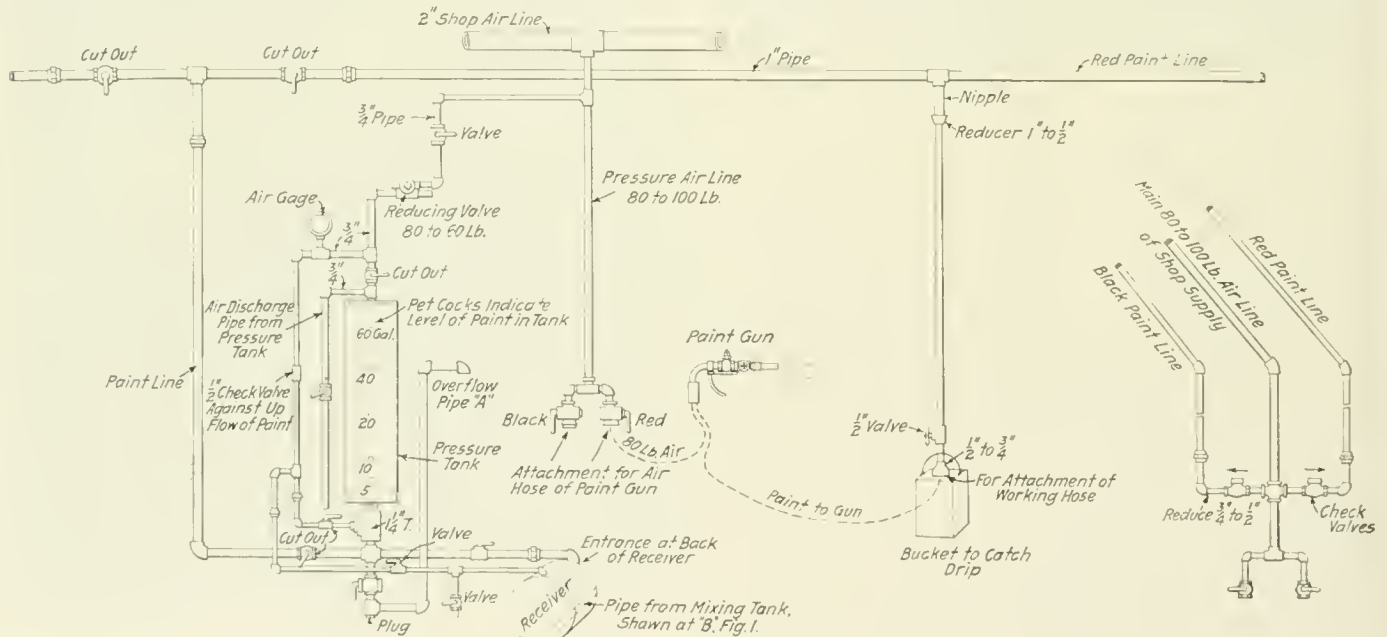 2" Shop Air Line
Cut Out
Cut Out
1" Pipe
Red Paint Line
Nipple
Reducer 1" to 1/2"
3/4" Pipe
Valve
Air Gage
Reducing Valve
80 to 60 Lb.
Pressure Air Line
80 to 100 Lb.
3/4"
3/4"
Cut Out
Air Discharge
Pipe from
Pressure
Tank
Pet Cocks Indicate
Level of Paint in Tank
60 Gal.
40
20
10
5
Paint Line
1/2" Check Valve
Against Up
Flow of Paint
Overflow
Pipe "A"
Pressure
Tank
1 1/4" T.
Cut Out
Valve
Valve
Plug
Entrance at Back
of Receiver
Receiver
Pipe from Mixing Tank,
Shown at "B", Fig. 1.
Black
Red
Attachment for Air
Hose of Paint Gun
80 Lb. Air
Paint Gun
Paint to Gun
1/2" Valve
1/2" to 3/4"
For Attachment of
Working Hose
Bucket to Catch
Drip
Black Paint Line
Main 80 to 100 Lb. Air Line
of Shop Supply
Red Paint Line
Reduce 3/4" to 1/2"
Check
Valves